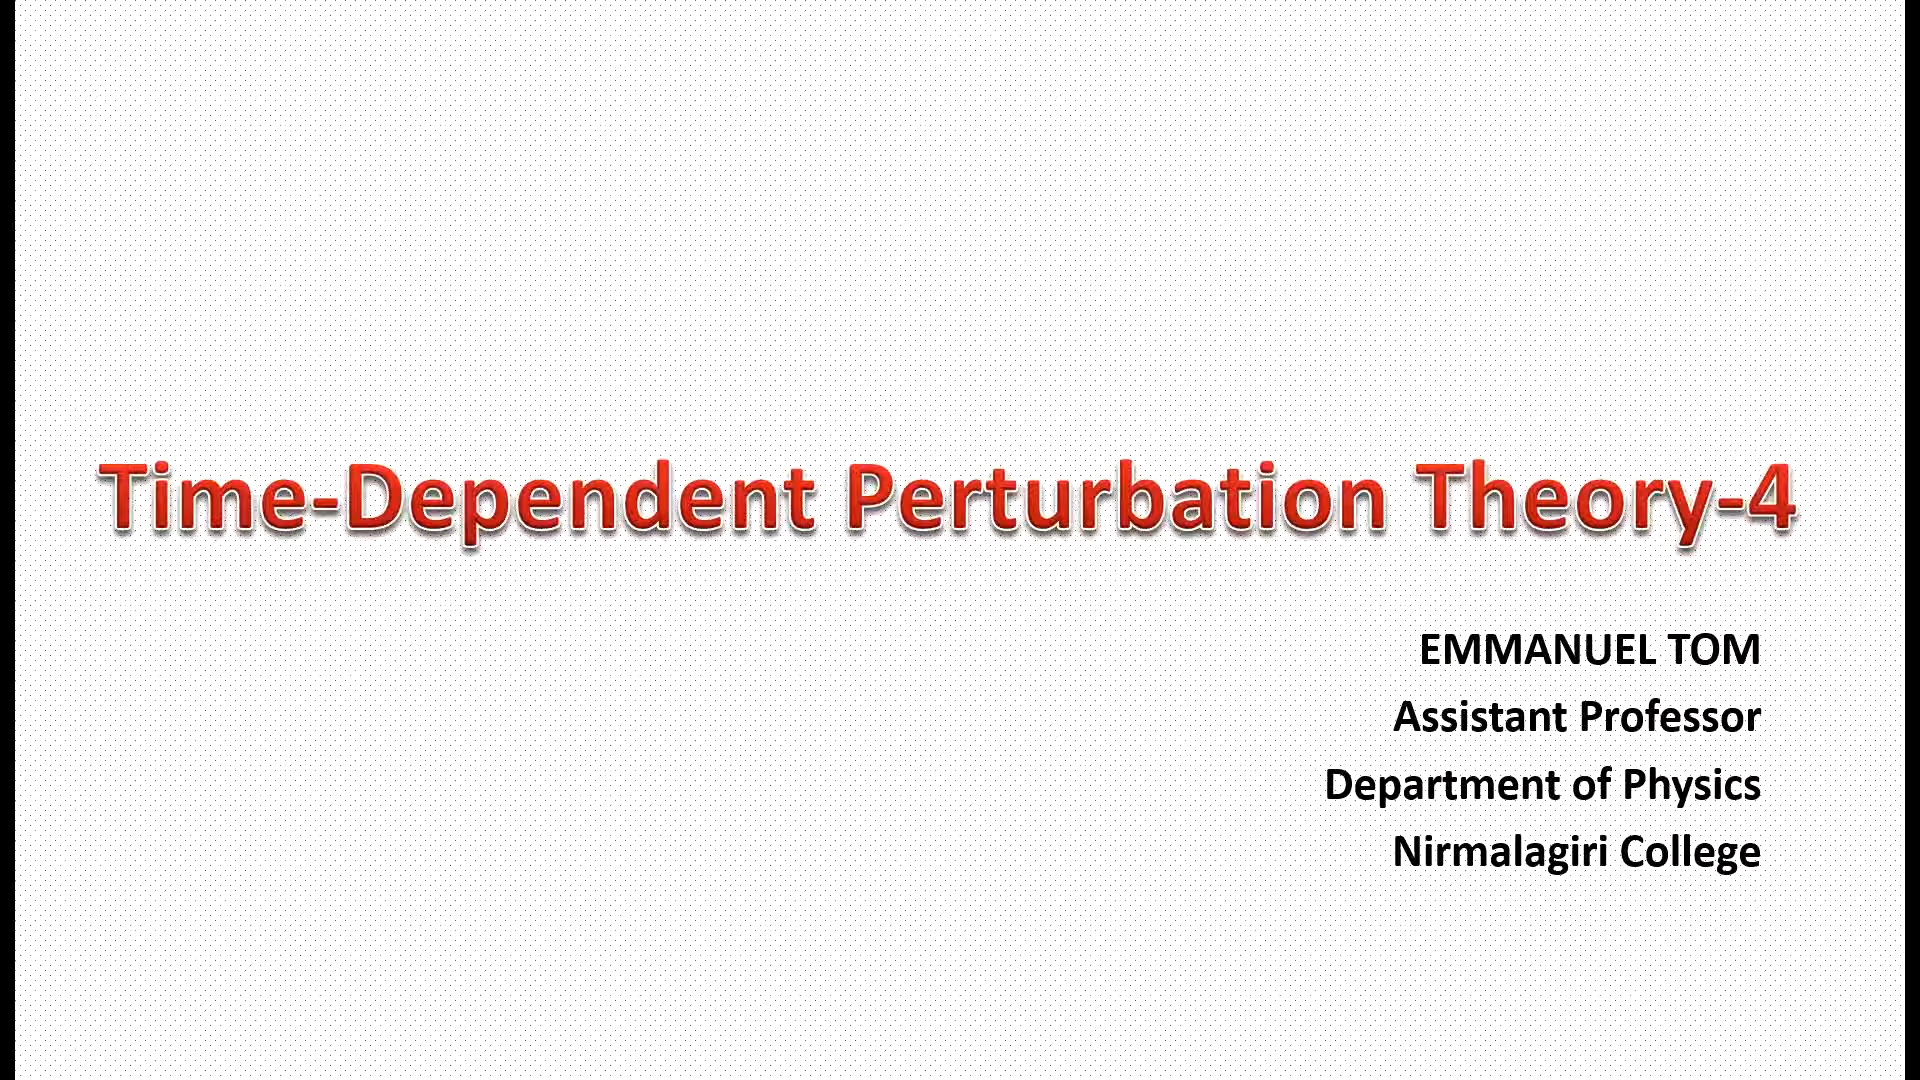 Time-Dependent Perturbation Theory-4
EMMANUEL TOM
Assistant Professor
Department of Physics
Nirmalagiri College